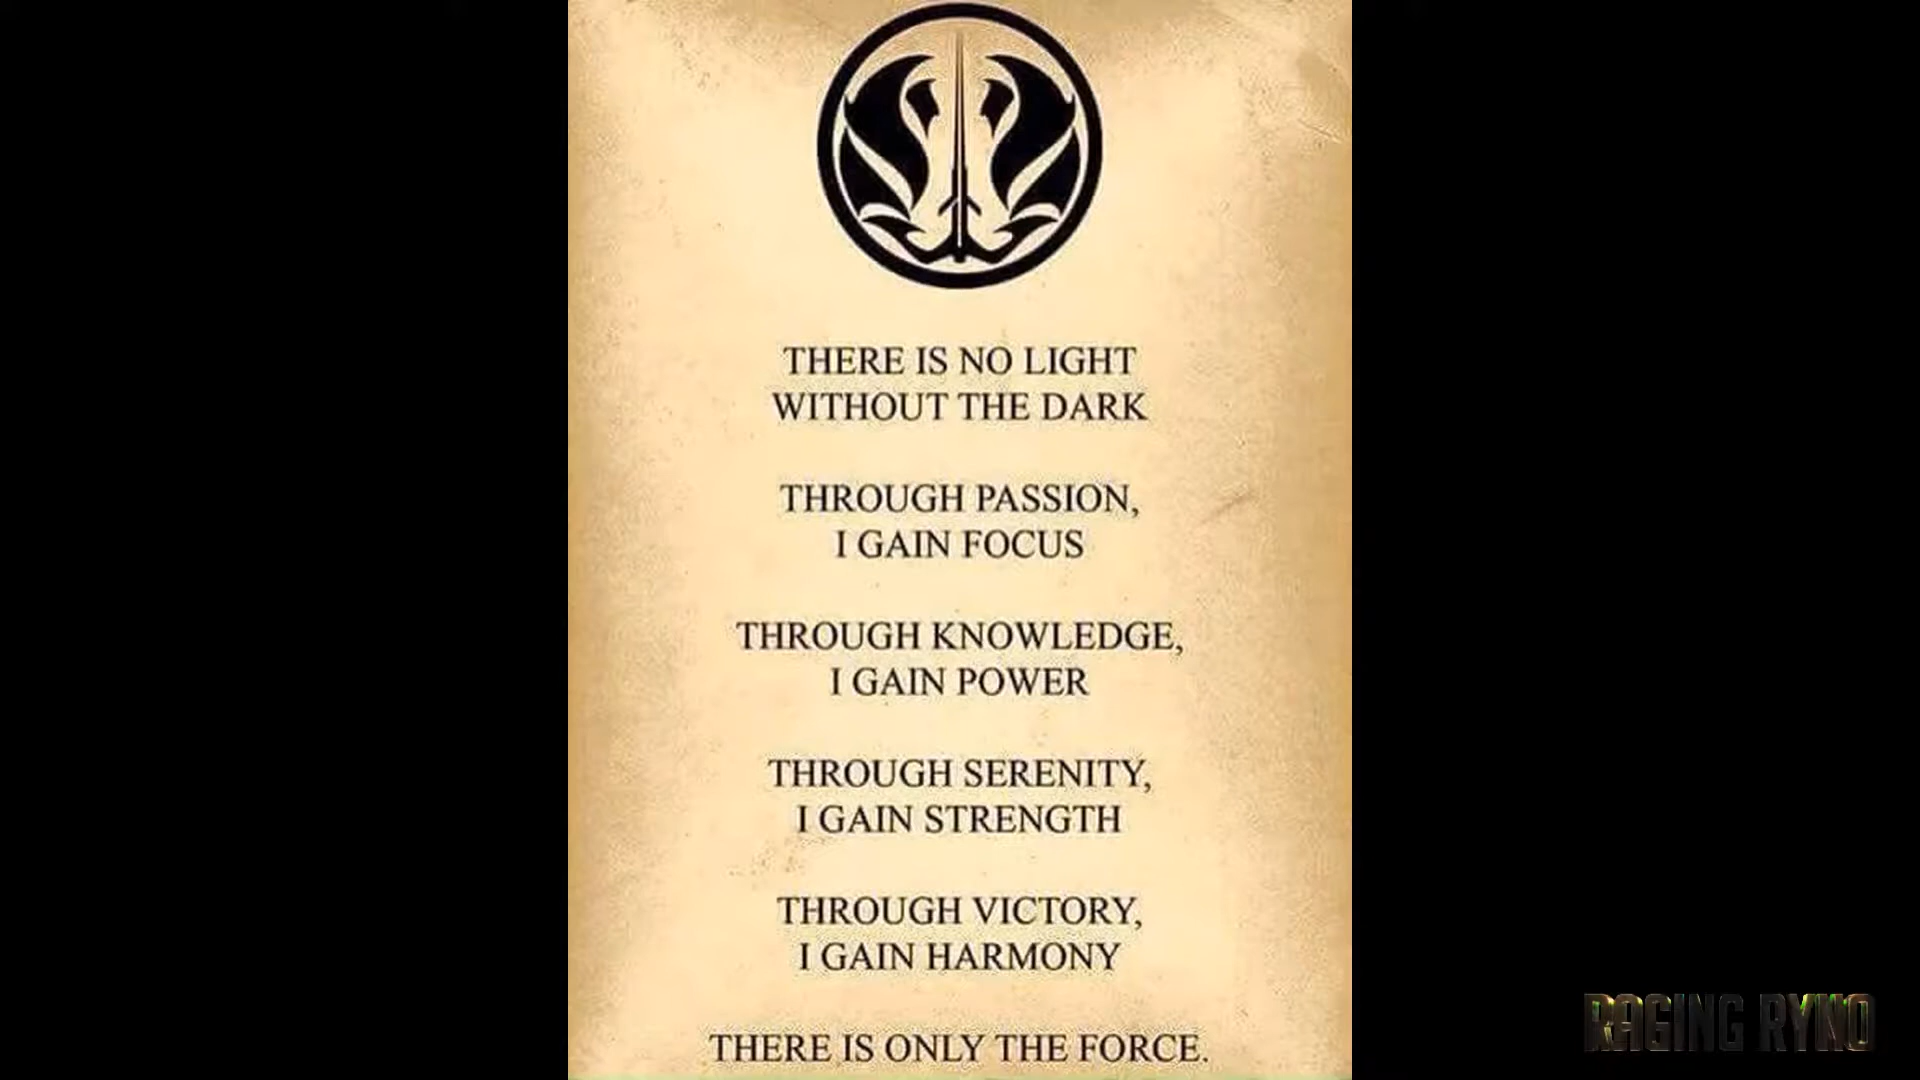 THERE IS NO LIGHT
WITHOUT THE DARK
THROUGH PASSION,
I GAIN FOCUS
THROUGH KNOWLEDGE,
I GAIN POWER
THROUGH SERENITY,
I GAIN STRENGTH
THROUGH VICTORY,
I GAIN HARMONY
THERE IS ONLY THE FORCE.
RAGING RYNO